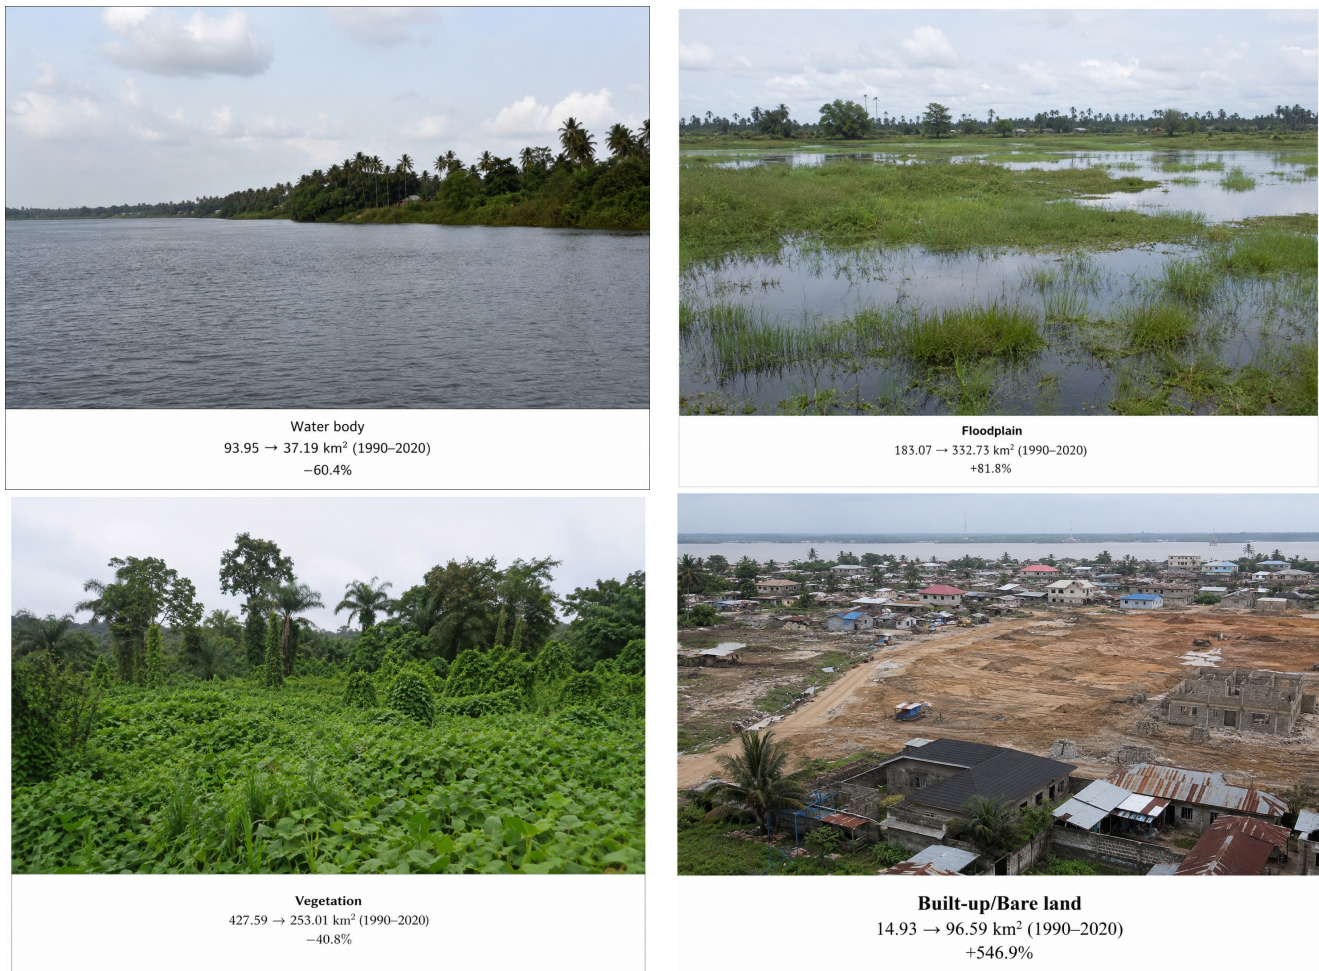 Water body
93.95 → 37.19 km² (1990–2020)
−60.4%
Floodplain
183.07 → 332.73 km² (1990–2020)
+81.8%
Vegetation
427.59 → 253.01 km² (1990–2020)
−40.8%
Built-up/Bare land
14.93 → 96.59 km² (1990–2020)
+546.9%